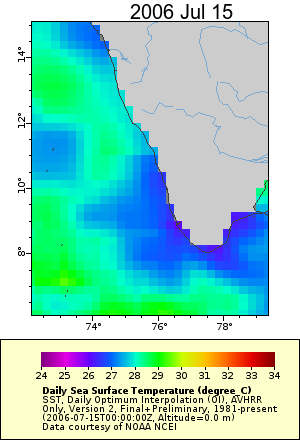 2006 Jul 15
14°
12°
10°
8°
74° 76° 78°
24 25 26 27 28 29 30 31 32 33 34
Daily Sea Surface Temperature (degree_C)
SST, Daily Optimum Interpolation (OI), AVHRR
Only, Version 2, Final+Preliminary, 1981-present
(2006-07-15T00:00:00Z, Altitude=0.0 m)
Data courtesy of NOAA NCEI